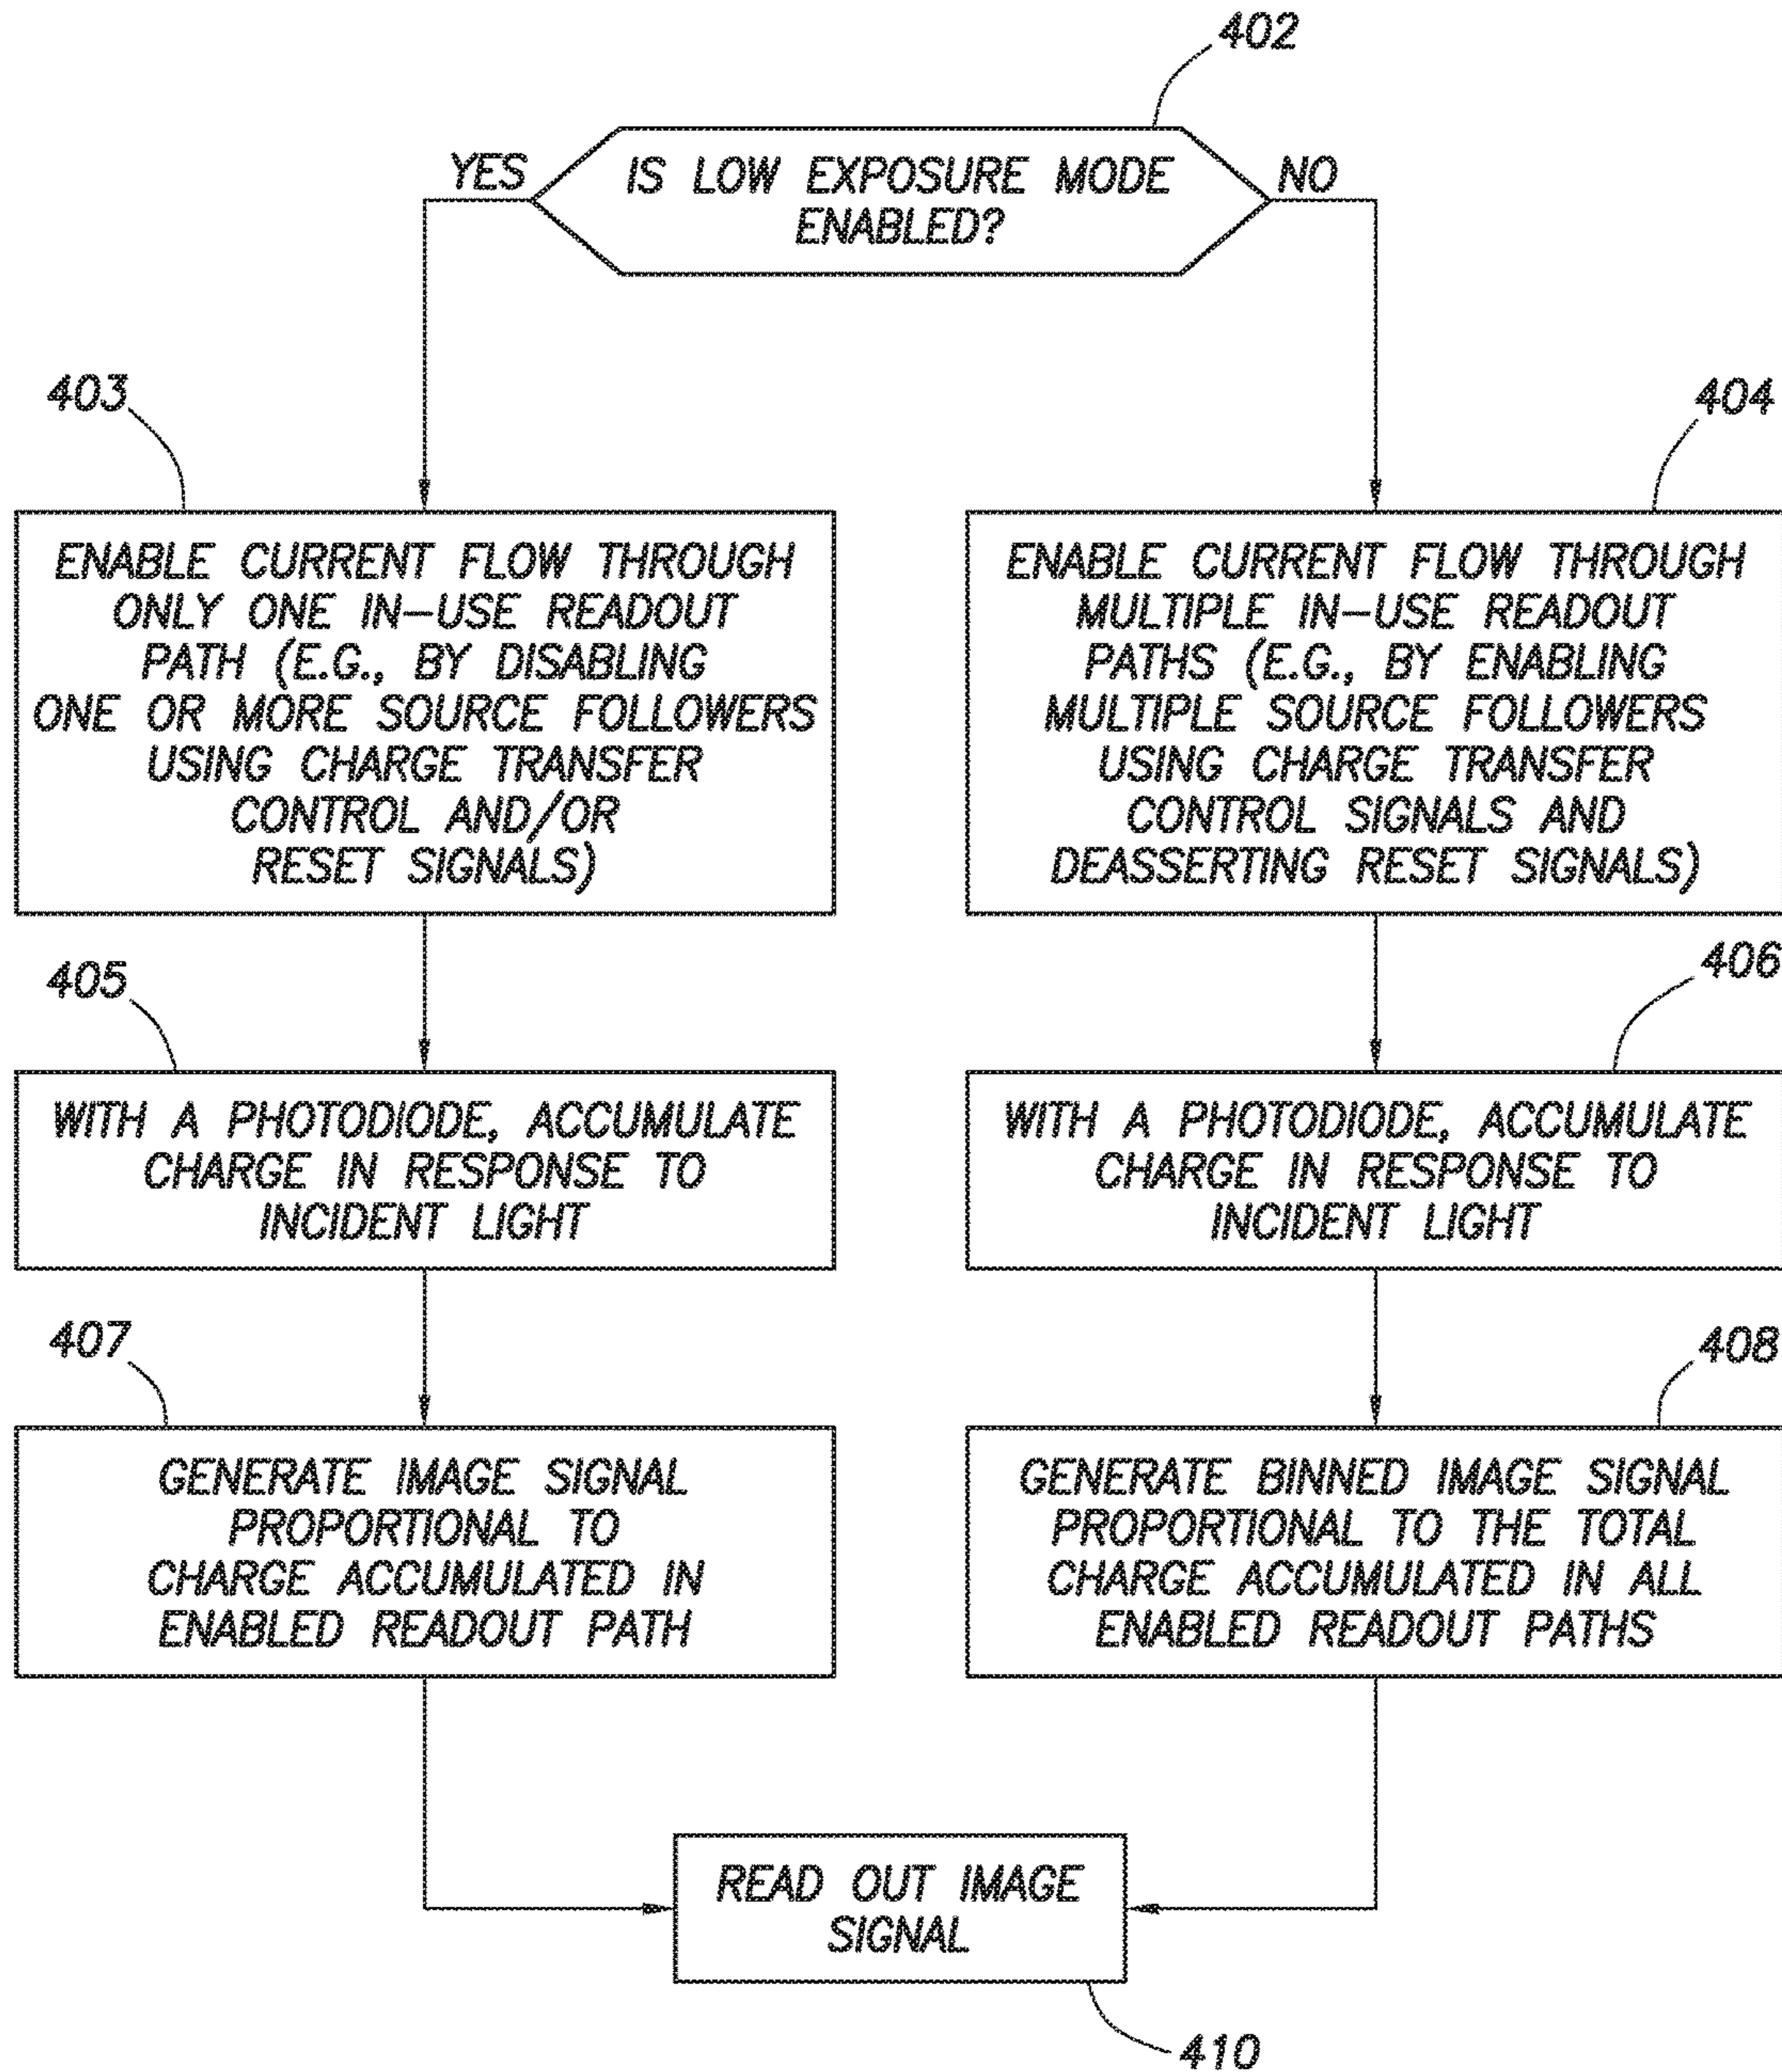 402
YES
IS LOW EXPOSURE MODE
ENABLED?
NO
403
ENABLE CURRENT FLOW THROUGH
ONLY ONE IN-USE READOUT
PATH (E.G., BY DISABLING
ONE OR MORE SOURCE FOLLOWERS
USING CHARGE TRANSFER
CONTROL AND/OR
RESET SIGNALS)
404
ENABLE CURRENT FLOW THROUGH
MULTIPLE IN-USE READOUT
PATHS (E.G., BY ENABLING
MULTIPLE SOURCE FOLLOWERS
USING CHARGE TRANSFER
CONTROL SIGNALS AND
DEASSERTING RESET SIGNALS)
405
WITH A PHOTODIODE, ACCUMULATE
CHARGE IN RESPONSE TO
INCIDENT LIGHT
406
WITH A PHOTODIODE, ACCUMULATE
CHARGE IN RESPONSE TO
INCIDENT LIGHT
407
GENERATE IMAGE SIGNAL
PROPORTIONAL TO
CHARGE ACCUMULATED IN
ENABLED READOUT PATH
408
GENERATE BINNED IMAGE SIGNAL
PROPORTIONAL TO THE TOTAL
CHARGE ACCUMULATED IN ALL
ENABLED READOUT PATHS
READ OUT IMAGE
SIGNAL
410